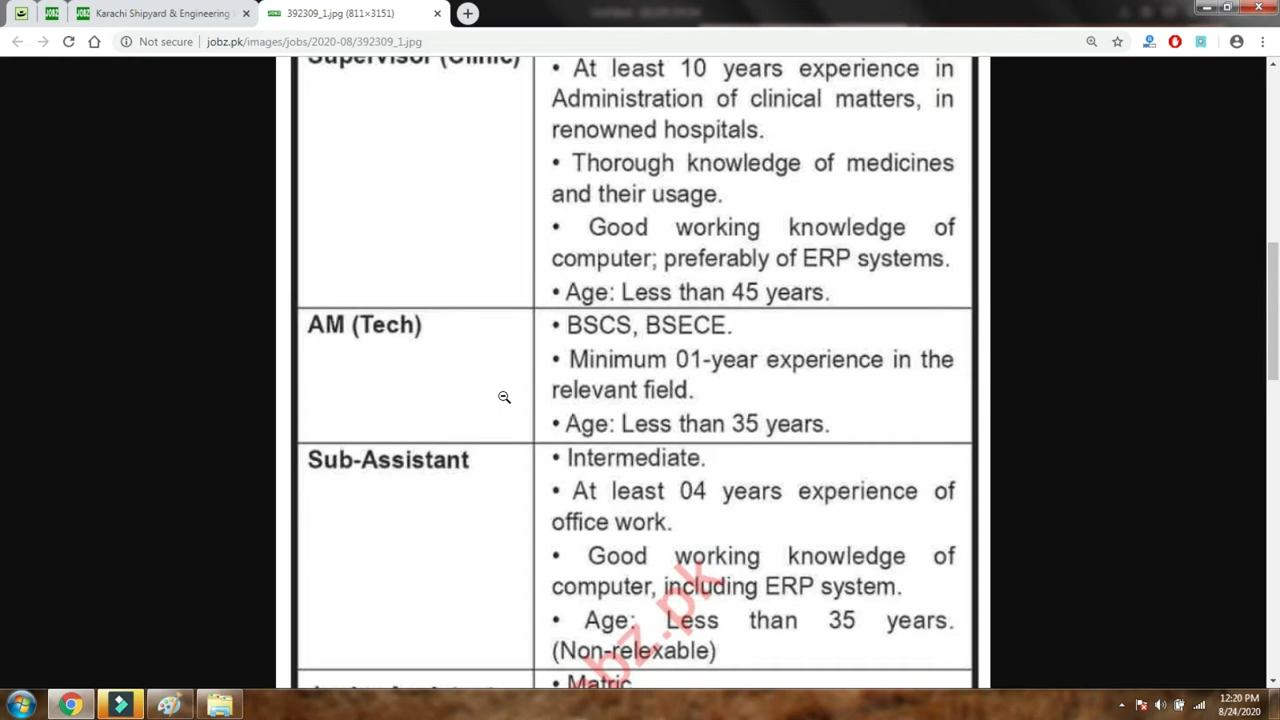 Karachi Shipyard & Engineering
392309_1.jpg (811×3151)
Not secure
jobz.pk/images/jobs/2020-08/392309_1.jpg
Supervisor (Clinic)
• At least 10 years experience in
Administration of clinical matters, in
renowned hospitals.
• Thorough knowledge of medicines
and their usage.
• Good working knowledge of
computer; preferably of ERP systems.
• Age: Less than 45 years.
AM (Tech)
• BSCS, BSECE.
• Minimum 01-year experience in the
relevant field.
• Age: Less than 35 years.
Sub-Assistant
• Intermediate.
• At least 04 years experience of
office work.
• Good working knowledge of
computer, including ERP system.
• Age: Less than 35 years.
(Non-relexable)
• Matric
bz.pk
12:20 PM
8/24/2020